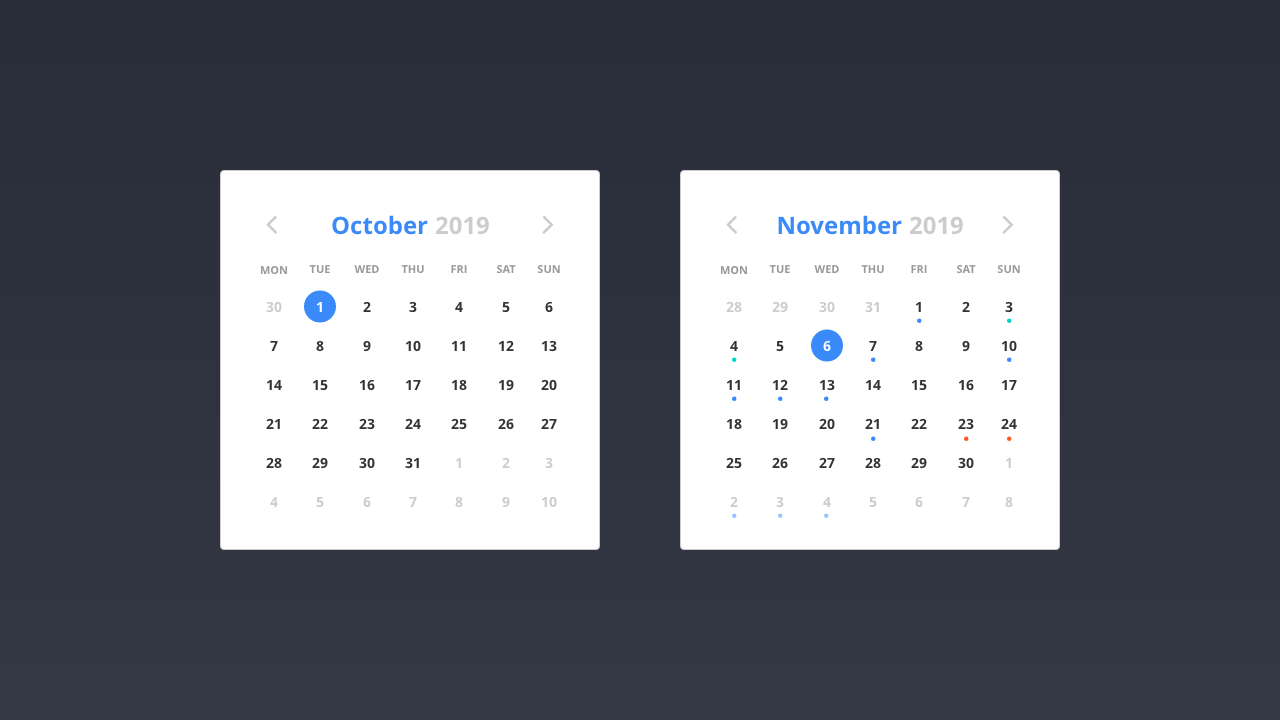 October 2019
MON TUE WED THU FRI SAT SUN
30 1 2 3 4 5 6
7 8 9 10 11 12 13
14 15 16 17 18 19 20
21 22 23 24 25 26 27
28 29 30 31 1 2 3
4 5 6 7 8 9 10
November 2019
MON TUE WED THU FRI SAT SUN
28 29 30 31 1 2 3
4 5 6 7 8 9 10
11 12 13 14 15 16 17
18 19 20 21 22 23 24
25 26 27 28 29 30 1
2 3 4 5 6 7 8